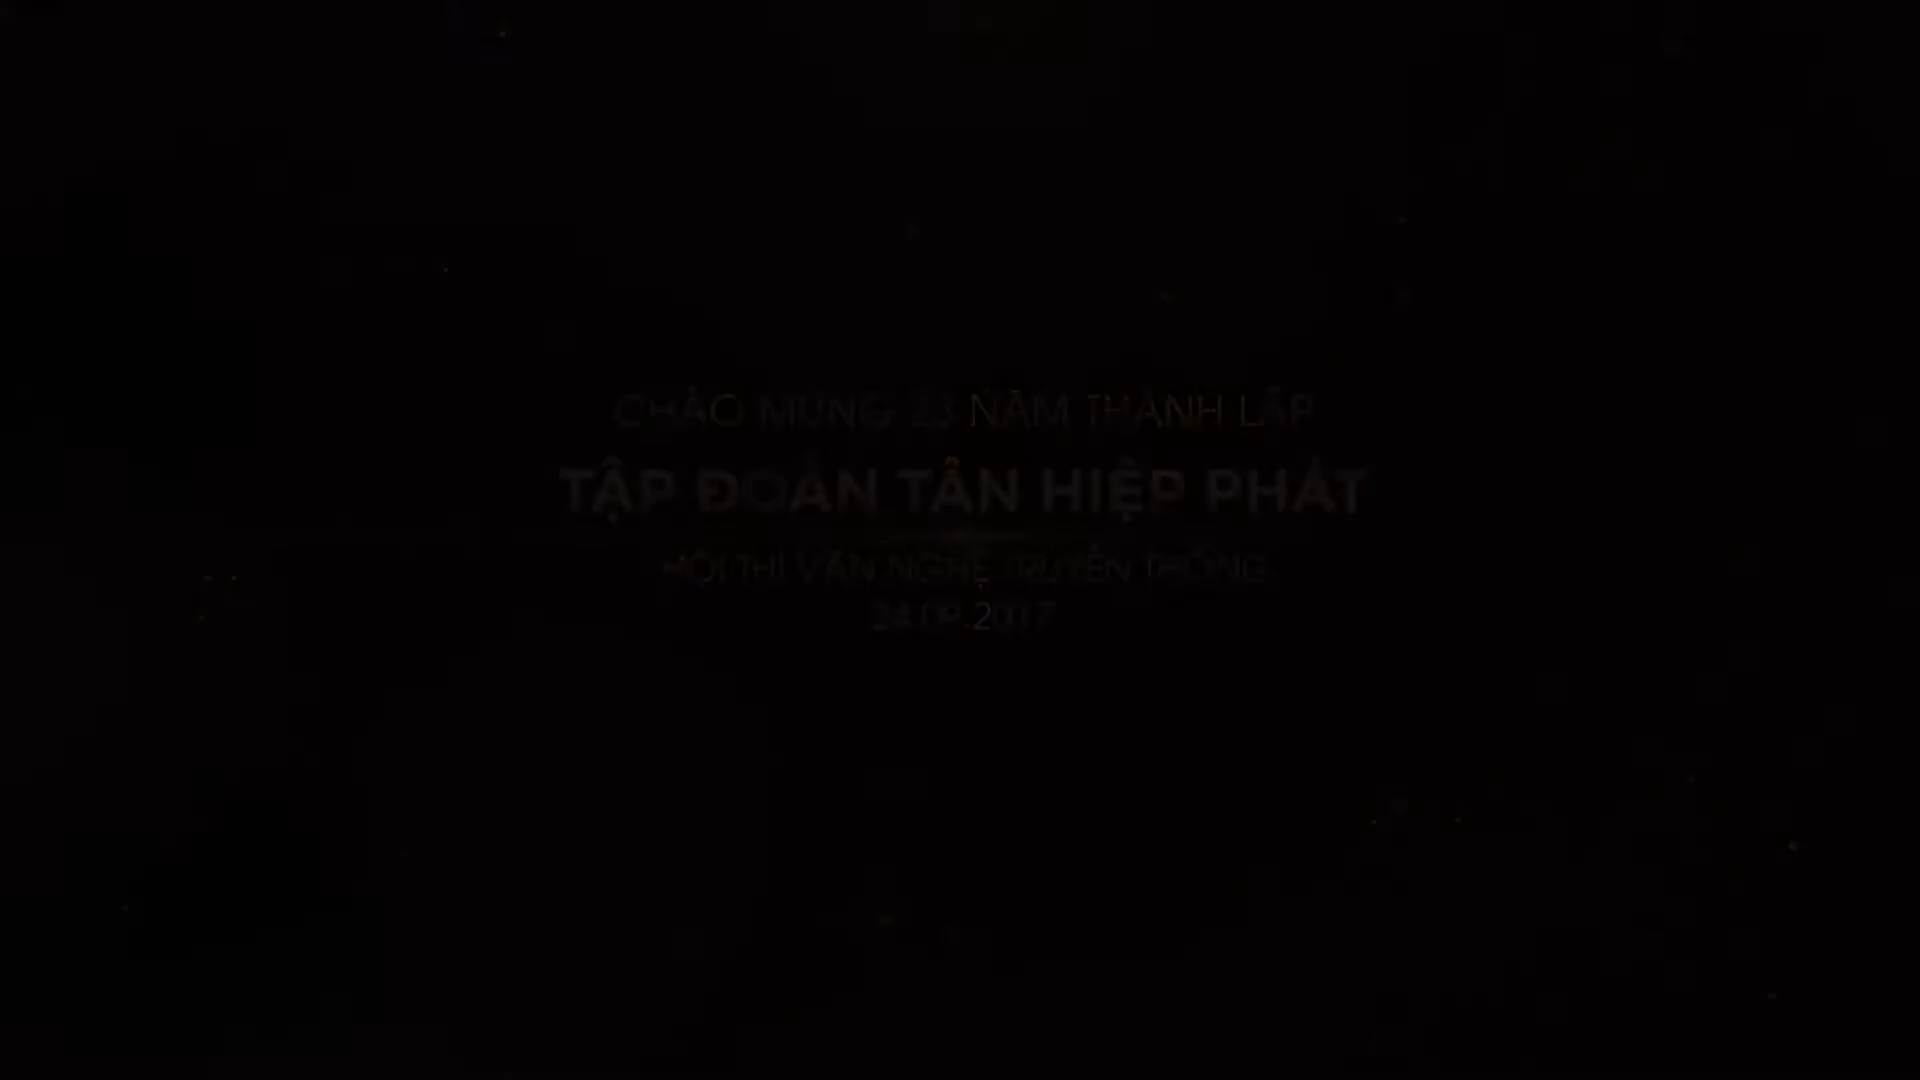 CHÀO MỪNG 23 NĂM THÀNH LẬP
TẬP ĐOÀN TÂN HIỆP PHÁT
HỘI THI VĂN NGHỆ TRUYỀN THỐNG
24.09.2017